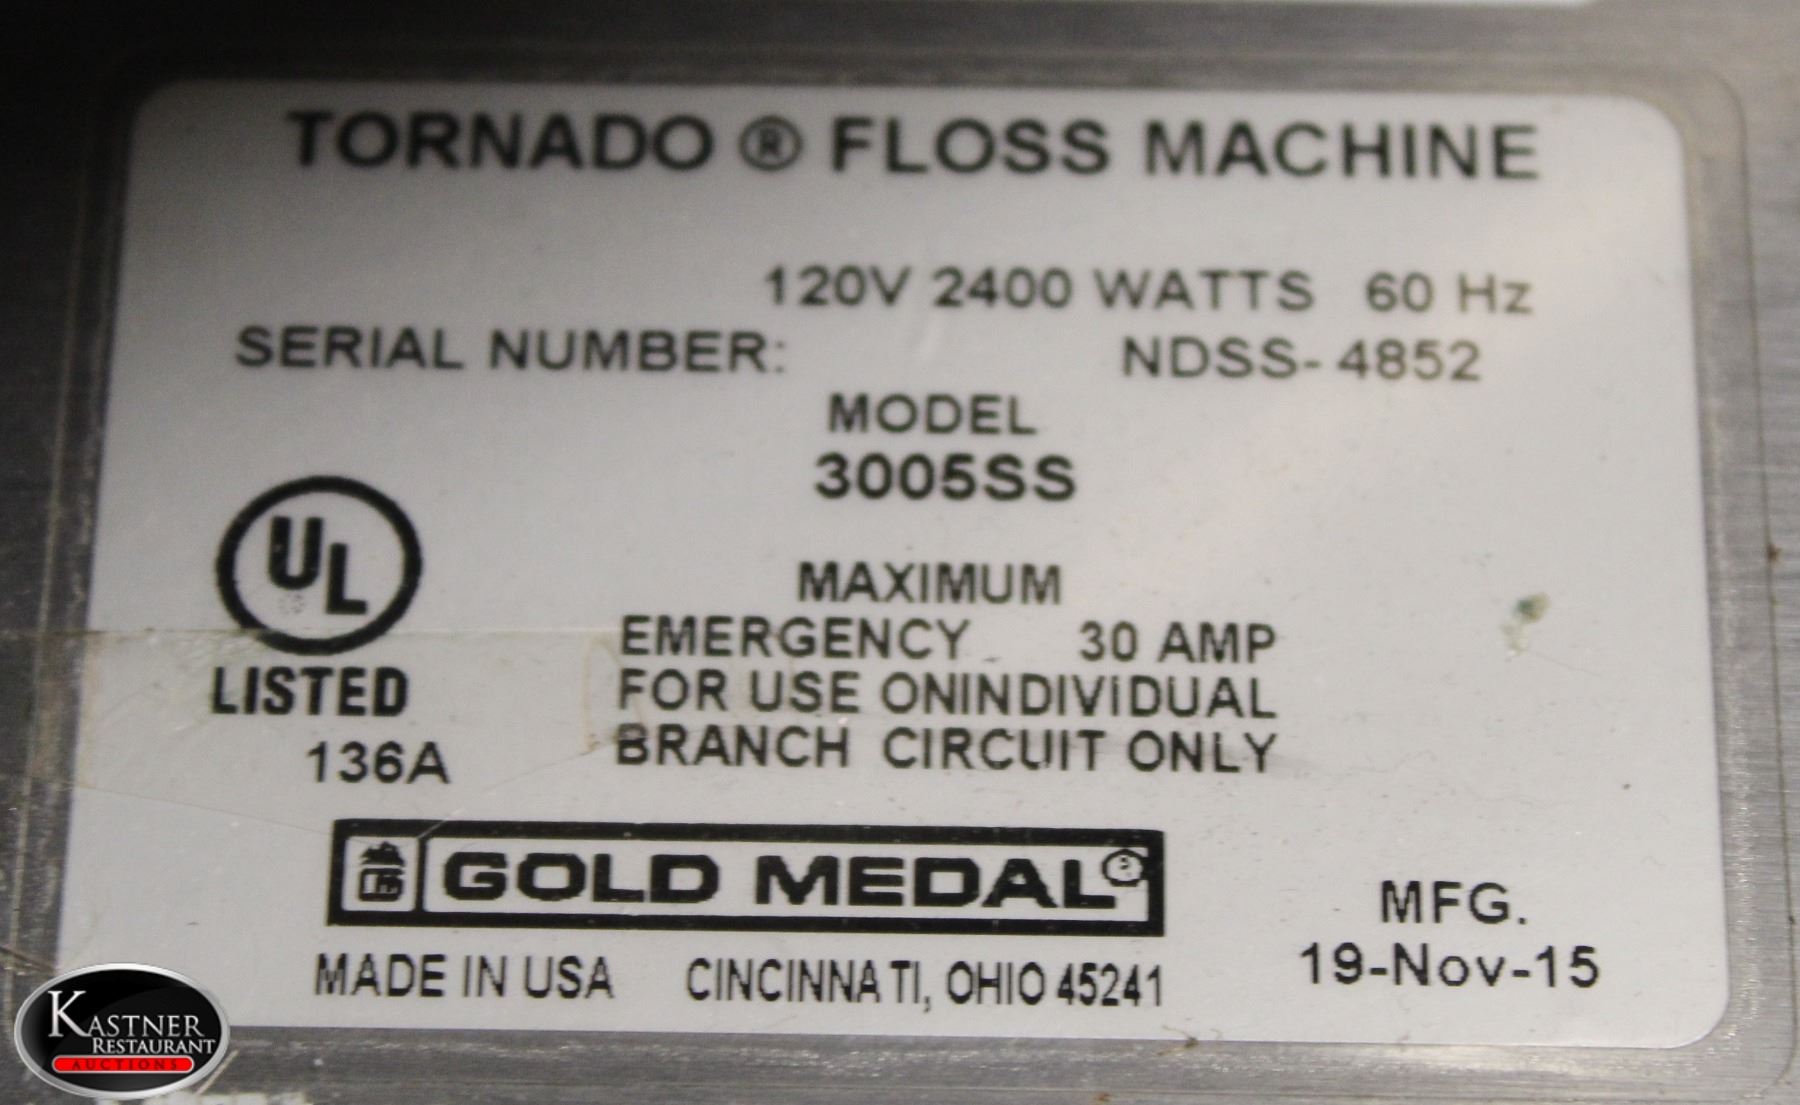 TORNADO ® FLOSS MACHINE
120V 2400 WATTS 60 Hz
SERIAL NUMBER: NDSS-4852
MODEL
3005SS
UL
LISTED
136A
MAXIMUM
EMERGENCY 30 AMP
FOR USE ONINDIVIDUAL
BRANCH CIRCUIT ONLY
GOLD MEDAL®
MADE IN USA CINCINNATI, OHIO 45241
MFG.
19-Nov-15
KASTNER
RESTAURANT
AUCTIONS